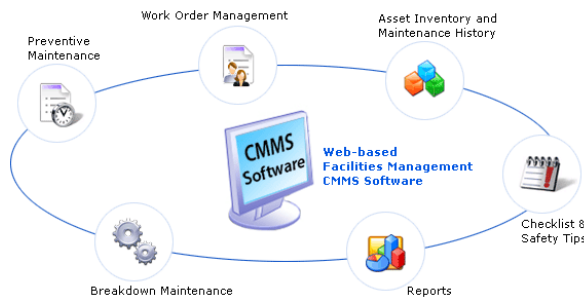 Work Order Management
Asset Inventory and
Maintenance History
Preventive
Maintenance
CMMS
Software
Web-based
Facilities Management
CMMS Software
Checklist &
Safety Tips
Breakdown Maintenance
Reports